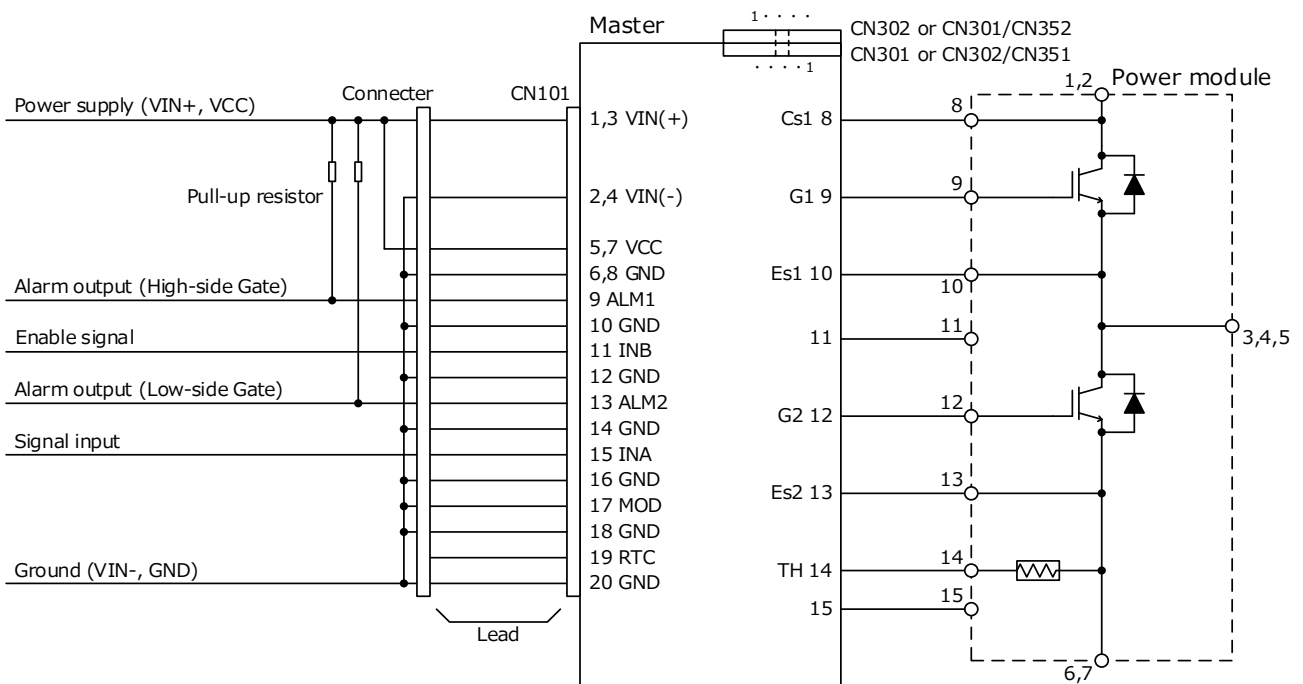 Master
1 · · · ·
CN302 or CN301/CN352
CN301 or CN302/CN351
· · · · 1
1,2
Power module
Power supply (VIN+, VCC)
Connecter
CN101
1,3 VIN(+)
Cs1 8
8
Pull-up resistor
2,4 VIN(-)
G1 9
9
5,7 VCC
6,8 GND
Es1 10
10
Alarm output (High-side Gate)
9 ALM1
10 GND
11
11
3,4,5
Enable signal
11 INB
12 GND
Alarm output (Low-side Gate)
13 ALM2
G2 12
12
14 GND
Signal input
15 INA
16 GND
Es2 13
13
17 MOD
18 GND
19 RTC
TH 14
14
Ground (VIN-, GND)
20 GND
15
15
Lead
6,7